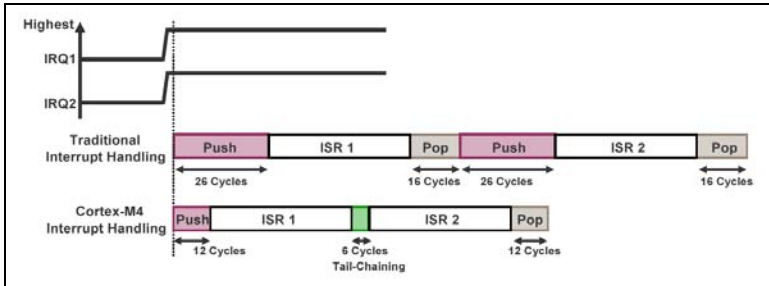 Highest
IRQ1
IRQ2
Traditional
Interrupt Handling
Push ISR 1 Pop Push ISR 2 Pop
26 Cycles 16 Cycles 26 Cycles 16 Cycles
Cortex-M4
Interrupt Handling
Push ISR 1 ISR 2 Pop
12 Cycles 6 Cycles 12 Cycles
Tail-Chaining